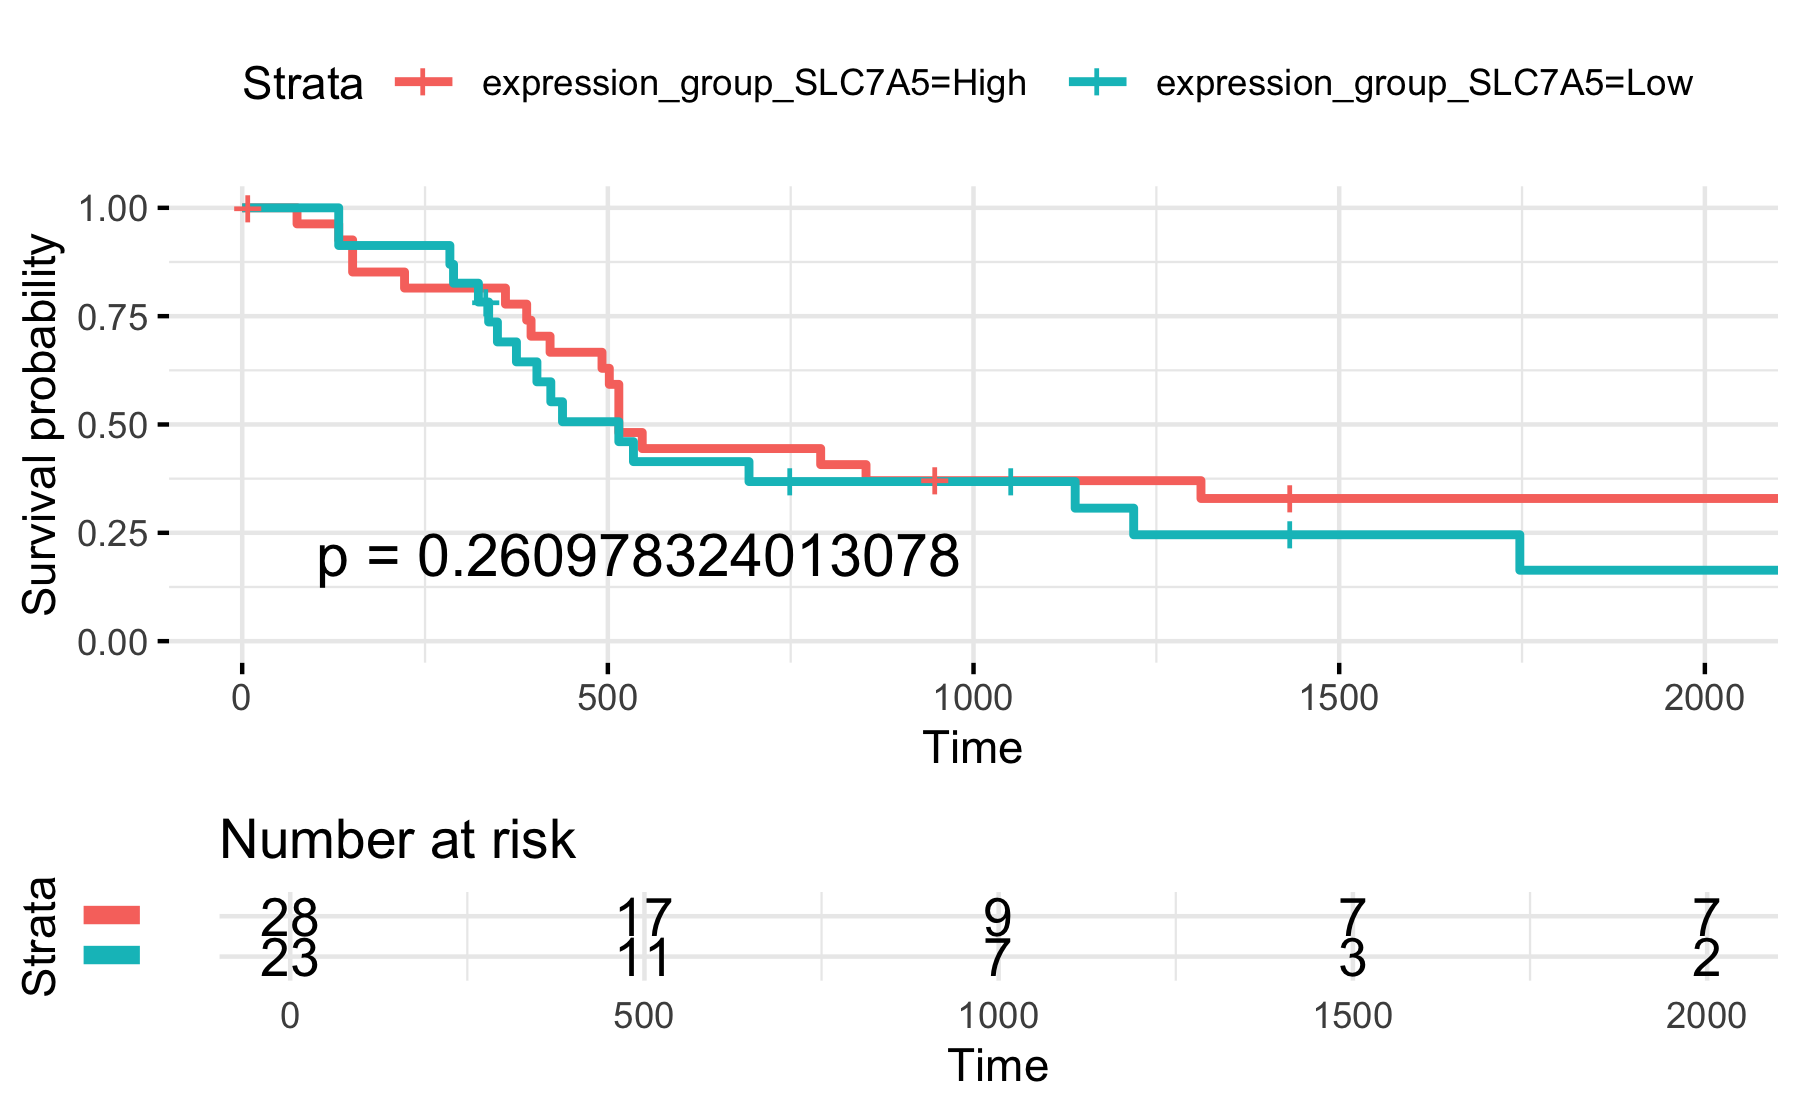 Strata expression_group_SLC7A5=High expression_group_SLC7A5=Low
Survival probability
1.00
0.75
0.50
0.25
0.00
p = 0.260978324013078
0 500 1000 1500 2000
Time
Number at risk
Strata
28 17 9 7 7
23 11 7 3 2
0 500 1000 1500 2000
Time